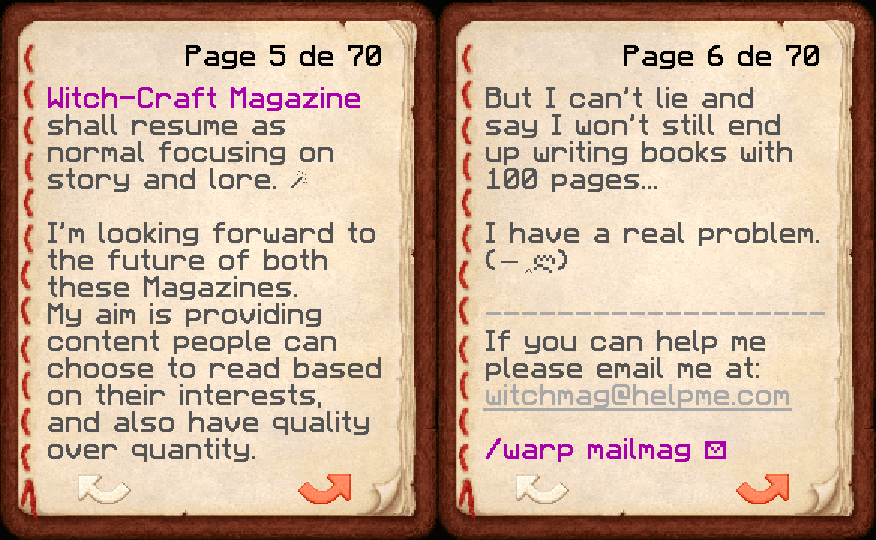 Page 5 de 70
Witch-Craft Magazine
shall resume as
normal focusing on
story and lore.
I'm looking forward to
the future of both
these Magazines.
My aim is providing
content people can
choose to read based
on their interests,
and also have quality
over quantity.
Page 6 de 70
But I can't lie and
say I won't still end
up writing books with
100 pages...
I have a real problem.
If you can help me
please email me at:
witchmag@helpme.com
/warp mailmag